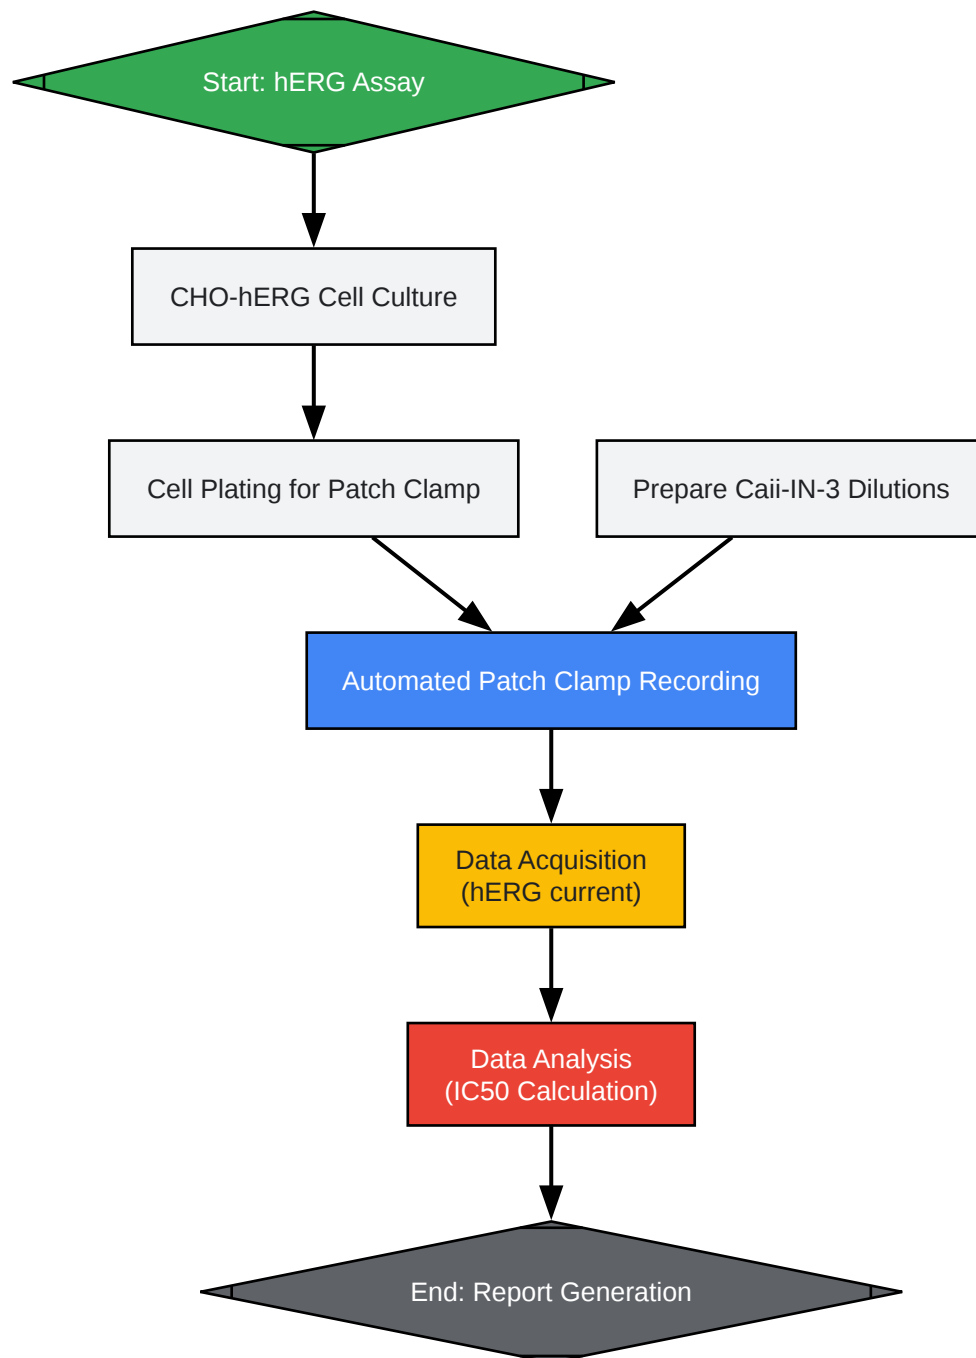 Start: hERG Assay
CHO-hERG Cell Culture
Cell Plating for Patch Clamp
Prepare Caii-IN-3 Dilutions
Automated Patch Clamp Recording
Data Acquisition
(hERG current)
Data Analysis
(IC50 Calculation)
End: Report Generation